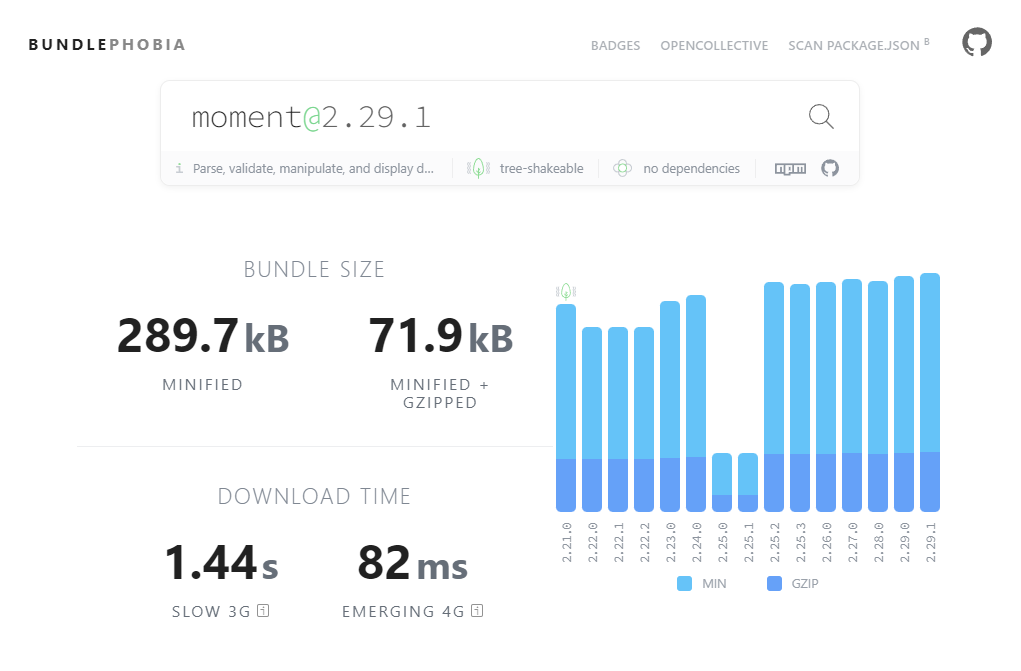 BUNDLEPHOBIA
BADGES OPENCOLLECTIVE SCAN PACKAGE.JSON B
moment@2.29.1
i Parse, validate, manipulate, and display d... tree-shakeable no dependencies npm
BUNDLE SIZE
289.7 kB 71.9 kB
MINIFIED MINIFIED +
GZIPPED
DOWNLOAD TIME
1.44 s 82 ms
SLOW 3G i EMERGING 4G i
2.21.0 2.22.0 2.22.1 2.22.2 2.23.0 2.24.0 2.25.0 2.25.1 2.25.2 2.25.3 2.26.0 2.27.0 2.28.0 2.29.0 2.29.1
MIN GZIP